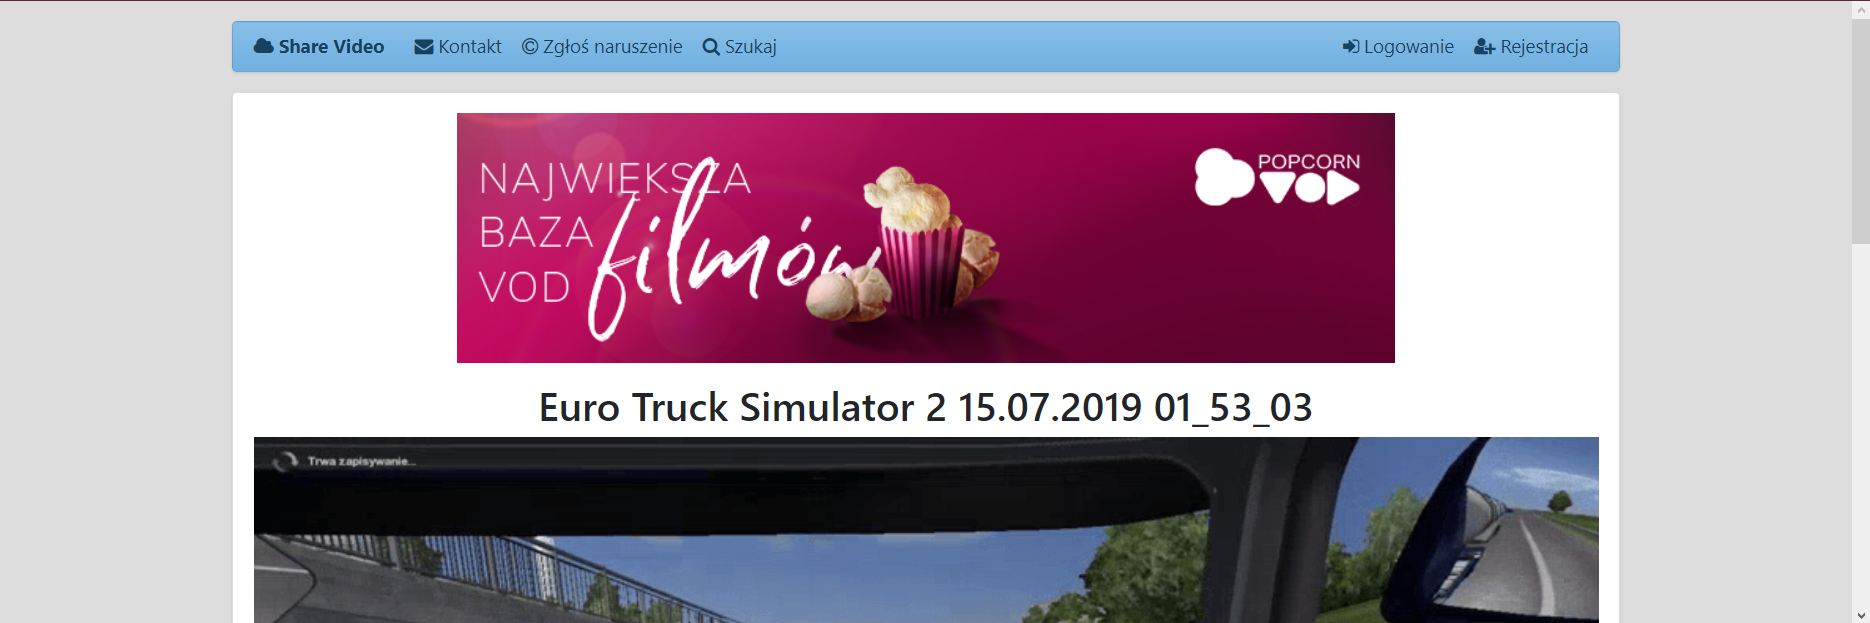 Share Video Kontakt © Zgłoś naruszenie Szukaj Logowanie Rejestracja
NAJWIĘKSZA
BAZA filmów
VOD
POPCORN
VOD
Euro Truck Simulator 2 15.07.2019 01_53_03
Trwa zapisywanie...